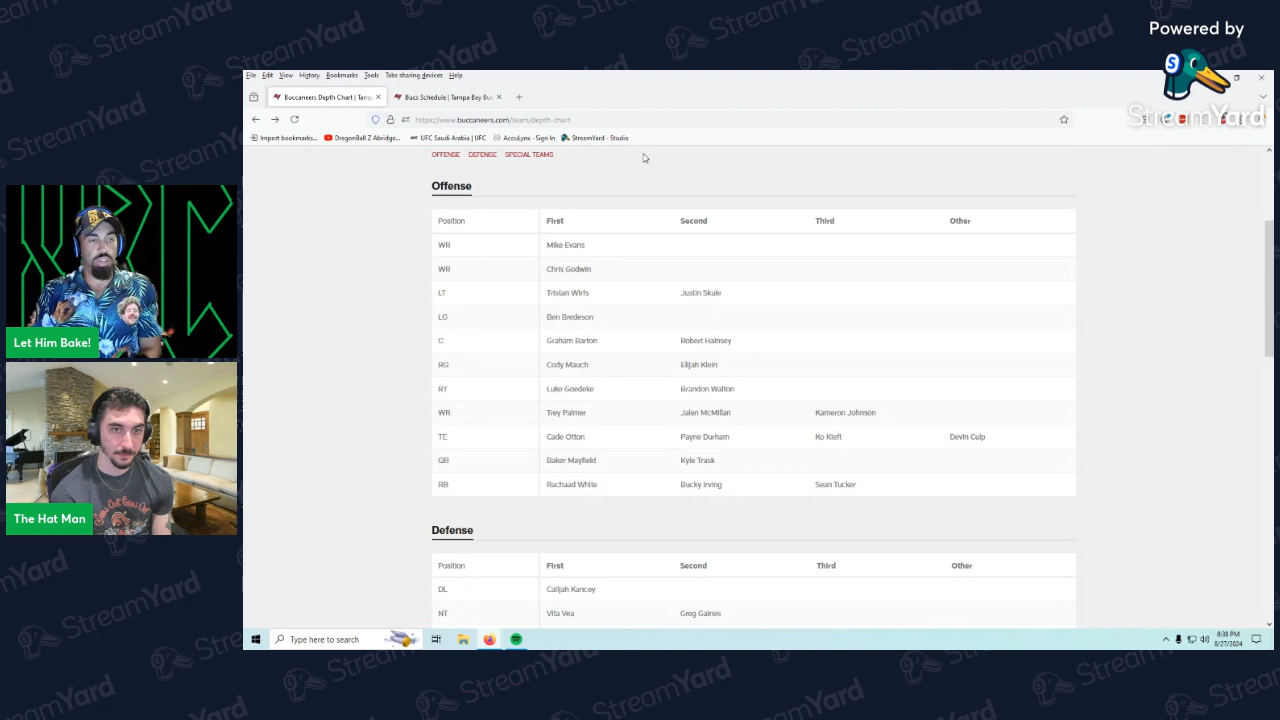 Powered by
StreamYard
File Edit View History Bookmarks Tools Tabs sharing devices Help
Buccaneers Depth Chart | Tamp
Bucs Schedule | Tampa Bay Buc
https://www.buccaneers.com/team/depth-chart
Import bookmarks... DragonBall Z Abridge... UFC Saudi Arabia | UFC AccuLynx - Sign In StreamYard - Studio
OFFENSE DEFENSE SPECIAL TEAMS
Offense
Position First Second Third Other
WR Mike Evans
WR Chris Godwin
LT Tristan Wirfs Justin Skule
LG Ben Bredeson
C Graham Barton Robert Hainsey
RG Cody Mauch Elijah Klein
RT Luke Goedeke Brandon Walton
WR Trey Palmer Jalen McMillan Kameron Johnson
TE Cade Otton Payne Durham Ko Kieft Devin Culp
QB Baker Mayfield Kyle Trask
RB Rachaad White Bucky Irving Sean Tucker
Defense
Position First Second Third Other
DL Calijah Kancey
NT Vita Vea Greg Gaines
Type here to search
8:38 PM
8/27/2024
Let Him Bake!
The Hat Man